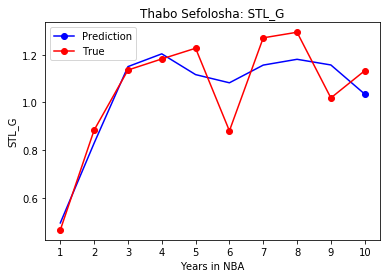 Thabo Sefolosha: STL_G
Prediction
True
1.2
1.0
0.8
0.6
STL_G
1 2 3 4 5 6 7 8 9 10
Years in NBA